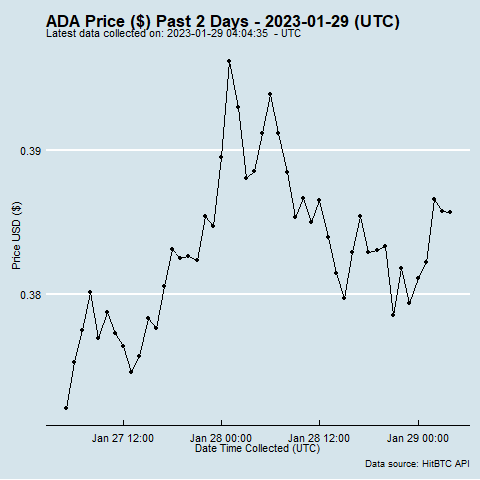 ADA Price ($) Past 2 Days - 2023-01-29 (UTC)
Latest data collected on: 2023-01-29 04:04:35  - UTC
0.39
0.38
Price USD ($)
Jan 27 12:00
Jan 28 00:00
Jan 28 12:00
Jan 29 00:00
Date Time Collected (UTC)
Data source: HitBTC API